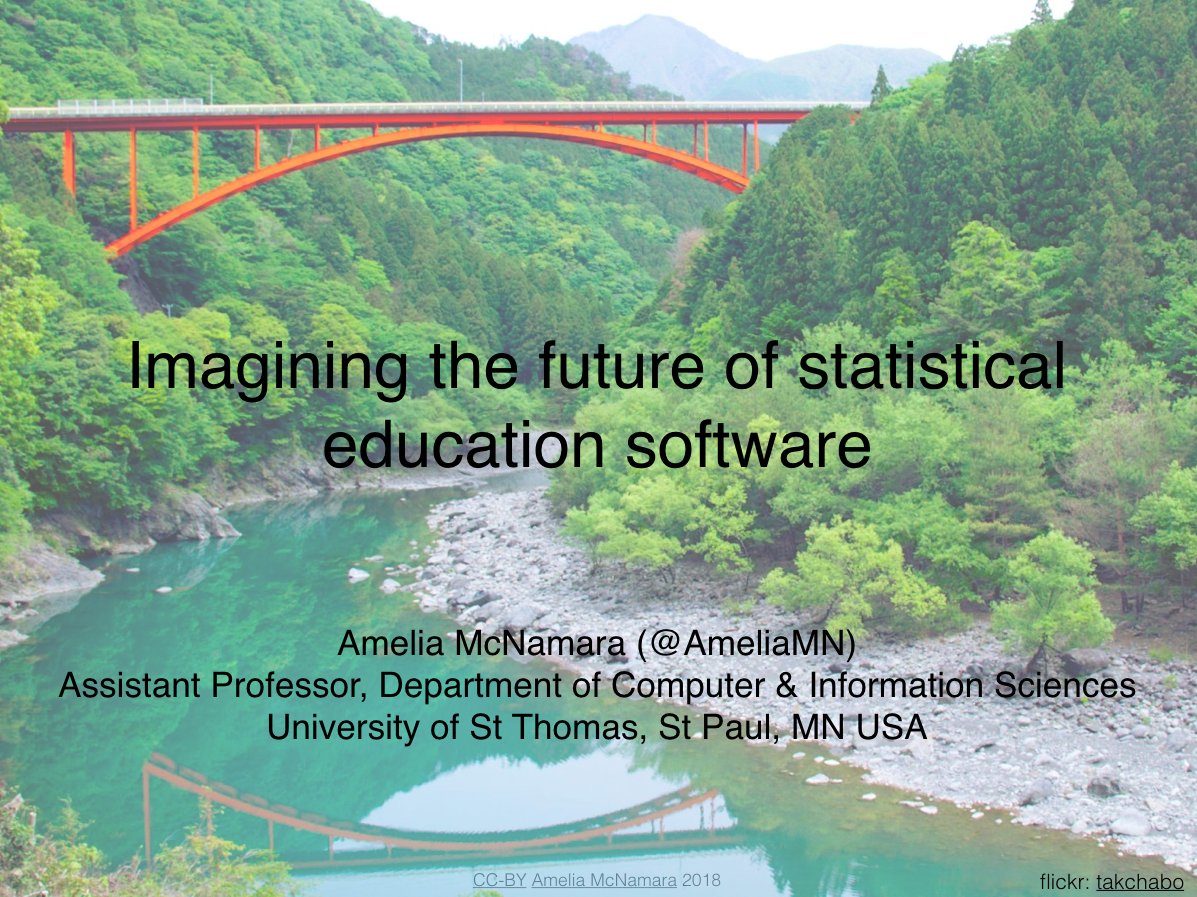 Imagining the future of statistical
education software
Amelia McNamara (@AmeliaMN)
Assistant Professor, Department of Computer & Information Sciences
University of St Thomas, St Paul, MN USA
CC-BY Amelia McNamara 2018
flickr: takchabo